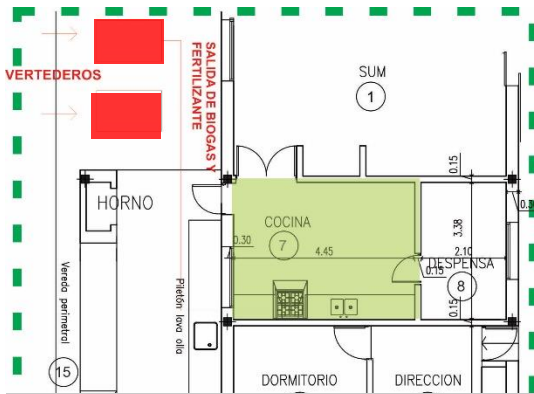 VERTEDEROS
SALIDA DE BIOGAS Y
FERTILIZANTE
SUM
1
0.15
HORNO
COCINA
7
0.30
4.45
3.38
2.10
0.30
DESPENSA
0.15
8
0.15
Vereda perimetral
Piletón lava olla
15
DORMITORIO
DIRECCION